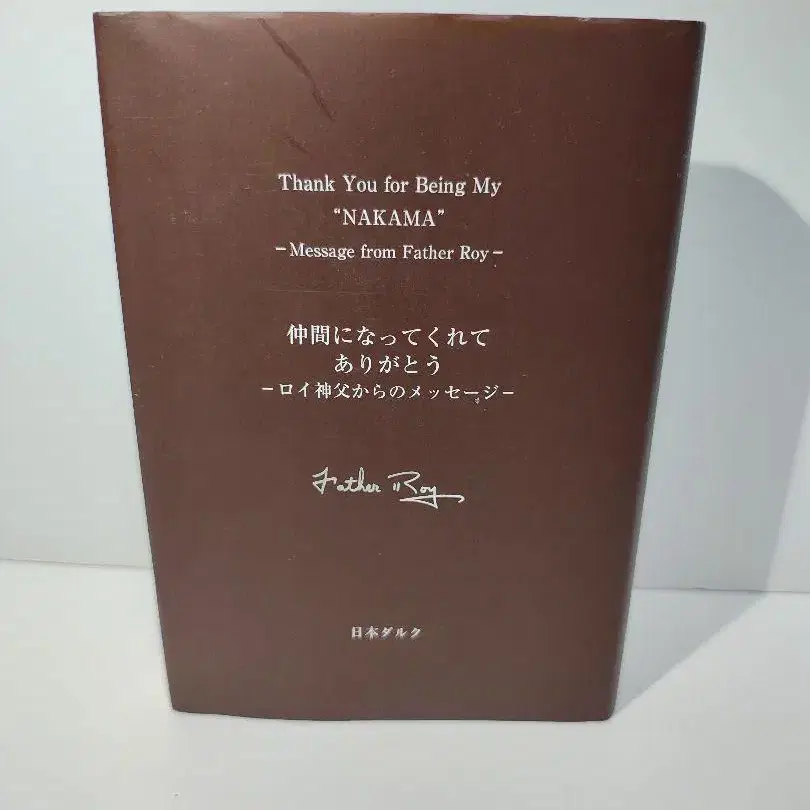 Thank You for Being My
“NAKAMA”
－Message from Father Roy－
仲間になってくれて
ありがとう
－ロイ神父からのメッセージ－
Father Roy
日本ダルク